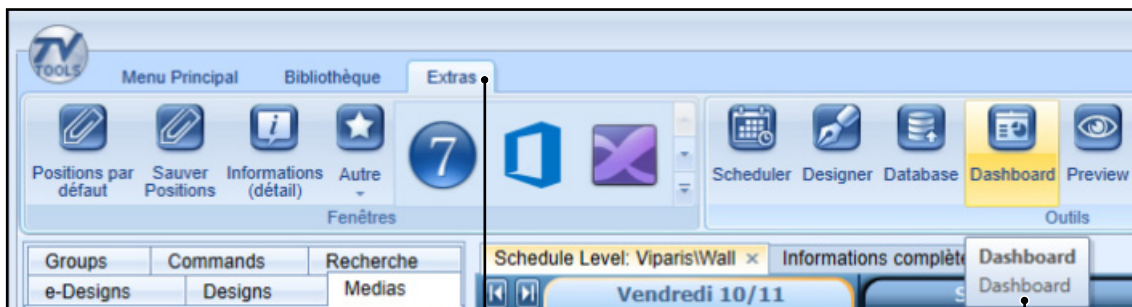 TV
TOOLS
Menu Principal
Bibliothèque
Extras
Positions par
défaut
Sauver
Positions
Informations
(détail)
Autre
7
Scheduler
Designer
Database
Dashboard
Preview
Fenêtres
Outils
Groups
Commands
Recherche
e-Designs
Designs
Medias
Schedule Level: Viparis\Wall
Informations complète
Dashboard
Dashboard
Vendredi 10/11
S